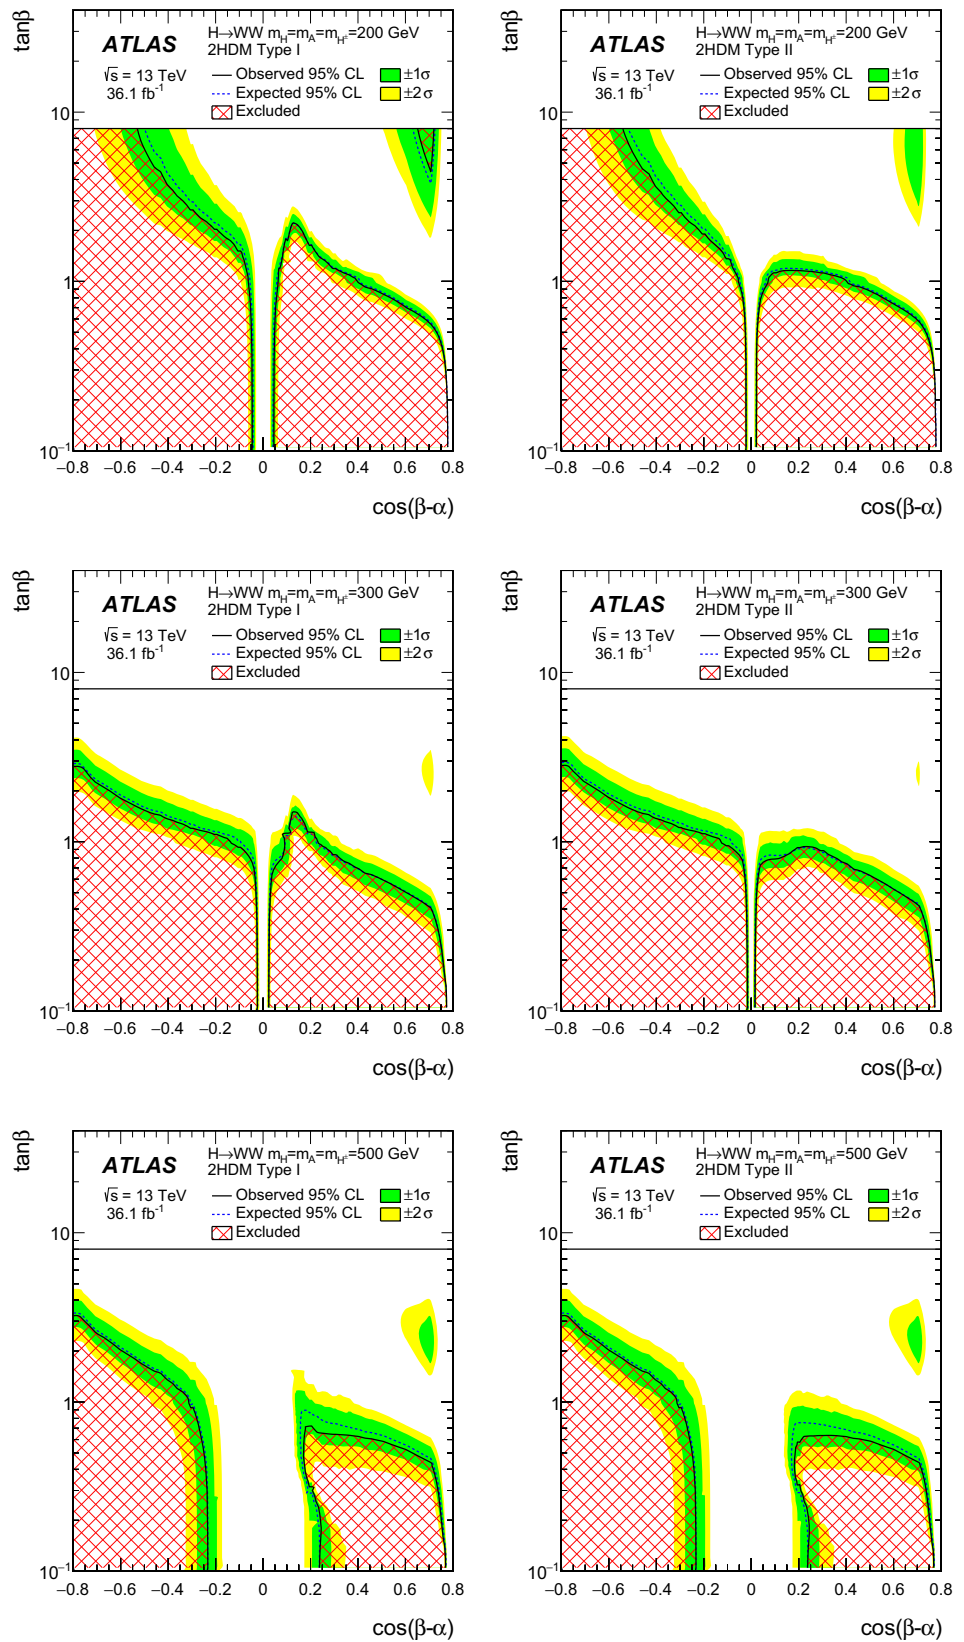 tanβ
ATLAS
H→WW m_H=m_A=m_H±=200 GeV
2HDM Type I
√s = 13 TeV
36.1 fb⁻¹
Observed 95% CL
±1σ
Expected 95% CL
±2σ
Excluded
10
1
10⁻¹
−0.8 −0.6 −0.4 −0.2 0 0.2 0.4 0.6 0.8
cos(β-α)
tanβ
ATLAS
H→WW m_H=m_A=m_H±=200 GeV
2HDM Type II
√s = 13 TeV
36.1 fb⁻¹
Observed 95% CL
±1σ
Expected 95% CL
±2σ
Excluded
10
1
10⁻¹
−0.8 −0.6 −0.4 −0.2 0 0.2 0.4 0.6 0.8
cos(β-α)
tanβ
ATLAS
H→WW m_H=m_A=m_H±=300 GeV
2HDM Type I
√s = 13 TeV
36.1 fb⁻¹
Observed 95% CL
±1σ
Expected 95% CL
±2σ
Excluded
10
1
10⁻¹
−0.8 −0.6 −0.4 −0.2 0 0.2 0.4 0.6 0.8
cos(β-α)
tanβ
ATLAS
H→WW m_H=m_A=m_H±=300 GeV
2HDM Type II
√s = 13 TeV
36.1 fb⁻¹
Observed 95% CL
±1σ
Expected 95% CL
±2σ
Excluded
10
1
10⁻¹
−0.8 −0.6 −0.4 −0.2 0 0.2 0.4 0.6 0.8
cos(β-α)
tanβ
ATLAS
H→WW m_H=m_A=m_H±=500 GeV
2HDM Type I
√s = 13 TeV
36.1 fb⁻¹
Observed 95% CL
±1σ
Expected 95% CL
±2σ
Excluded
10
1
10⁻¹
−0.8 −0.6 −0.4 −0.2 0 0.2 0.4 0.6 0.8
cos(β-α)
tanβ
ATLAS
H→WW m_H=m_A=m_H±=500 GeV
2HDM Type II
√s = 13 TeV
36.1 fb⁻¹
Observed 95% CL
±1σ
Expected 95% CL
±2σ
Excluded
10
1
10⁻¹
−0.8 −0.6 −0.4 −0.2 0 0.2 0.4 0.6 0.8
cos(β-α)